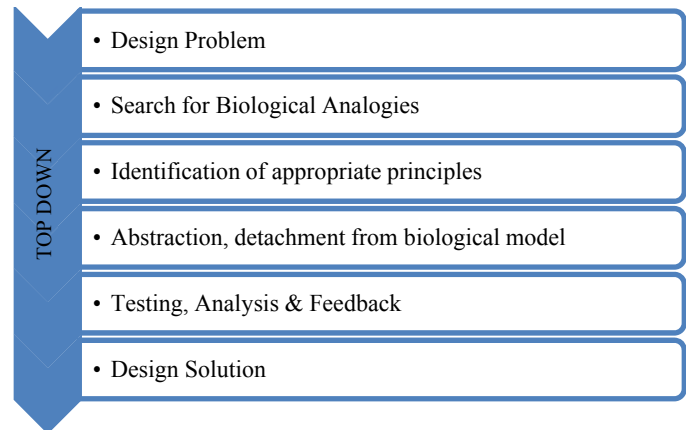 TOP DOWN
• Design Problem
• Search for Biological Analogies
• Identification of appropriate principles
• Abstraction, detachment from biological model
• Testing, Analysis & Feedback
• Design Solution